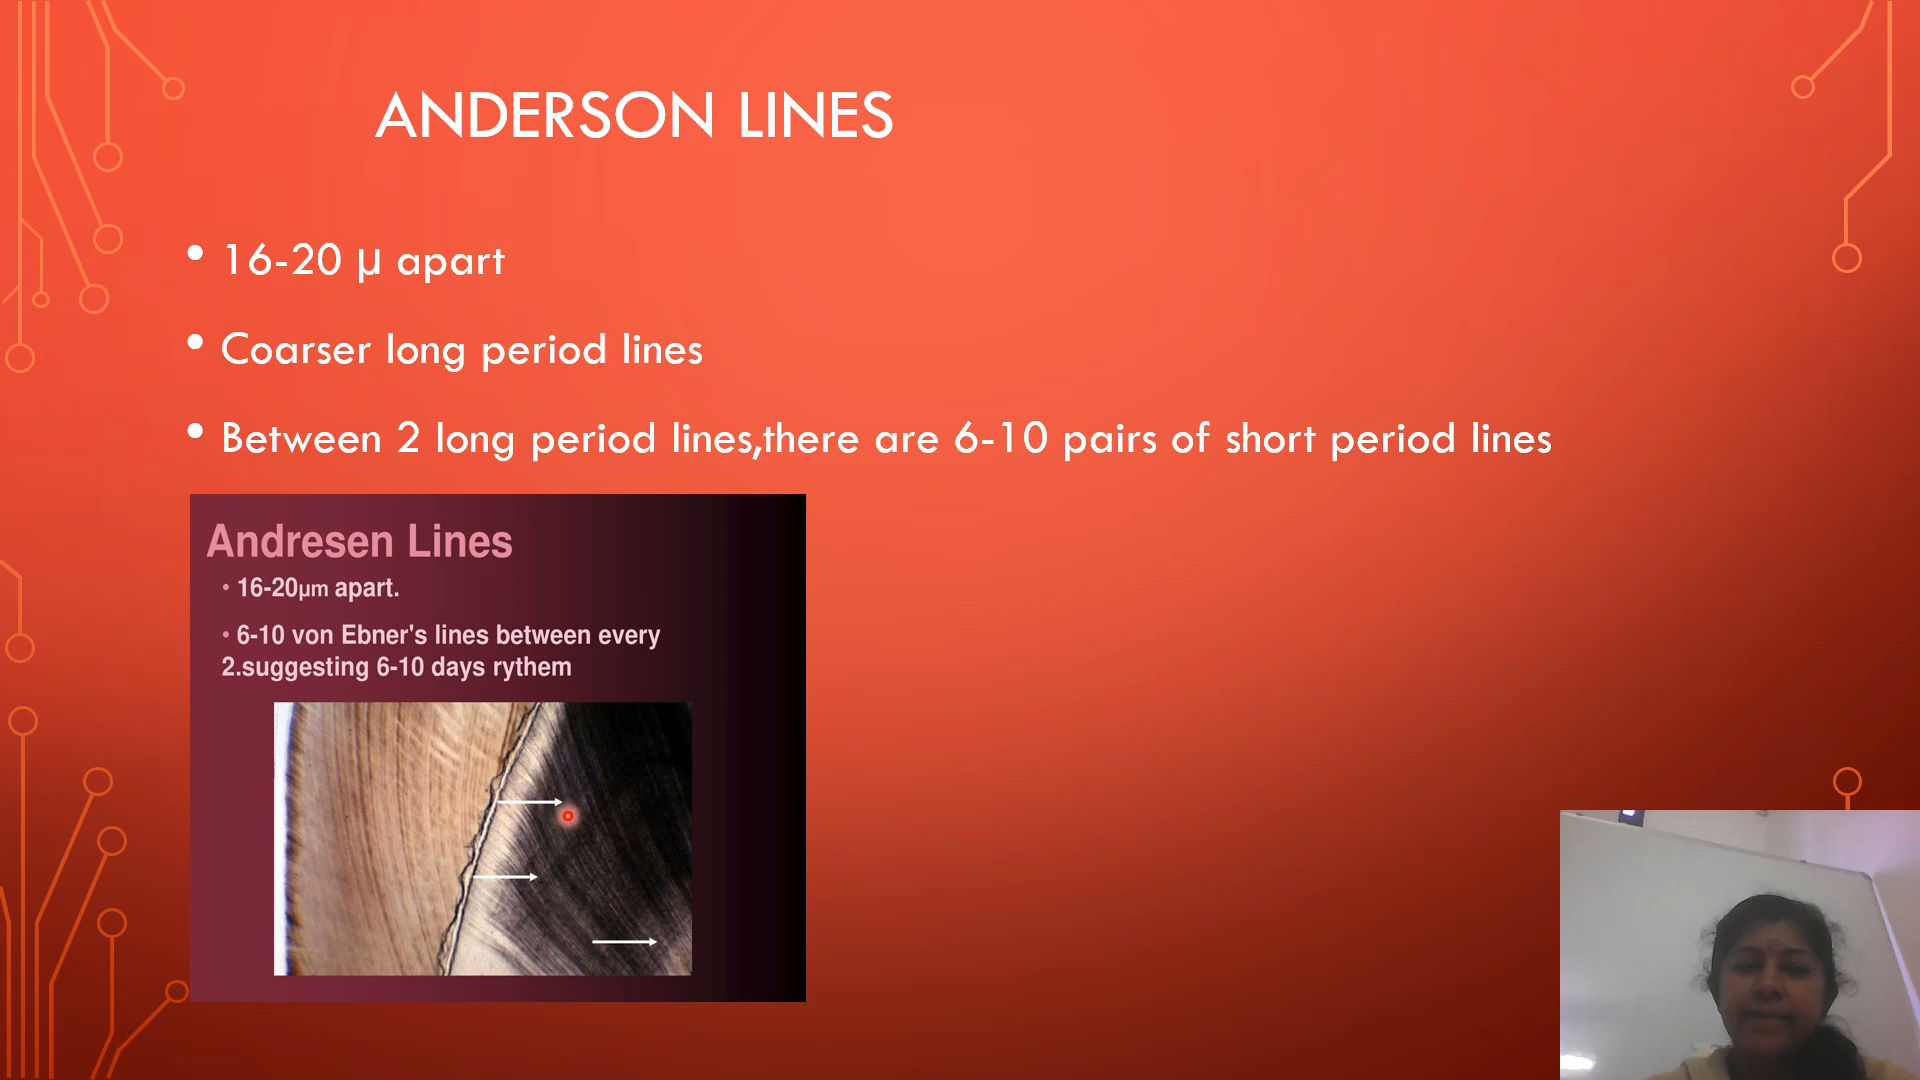 ANDERSON LINES
• 16-20 µ apart
• Coarser long period lines
• Between 2 long period lines,there are 6-10 pairs of short period lines
Andresen Lines
• 16-20µm apart.
• 6-10 von Ebner's lines between every
2.suggesting 6-10 days rythem